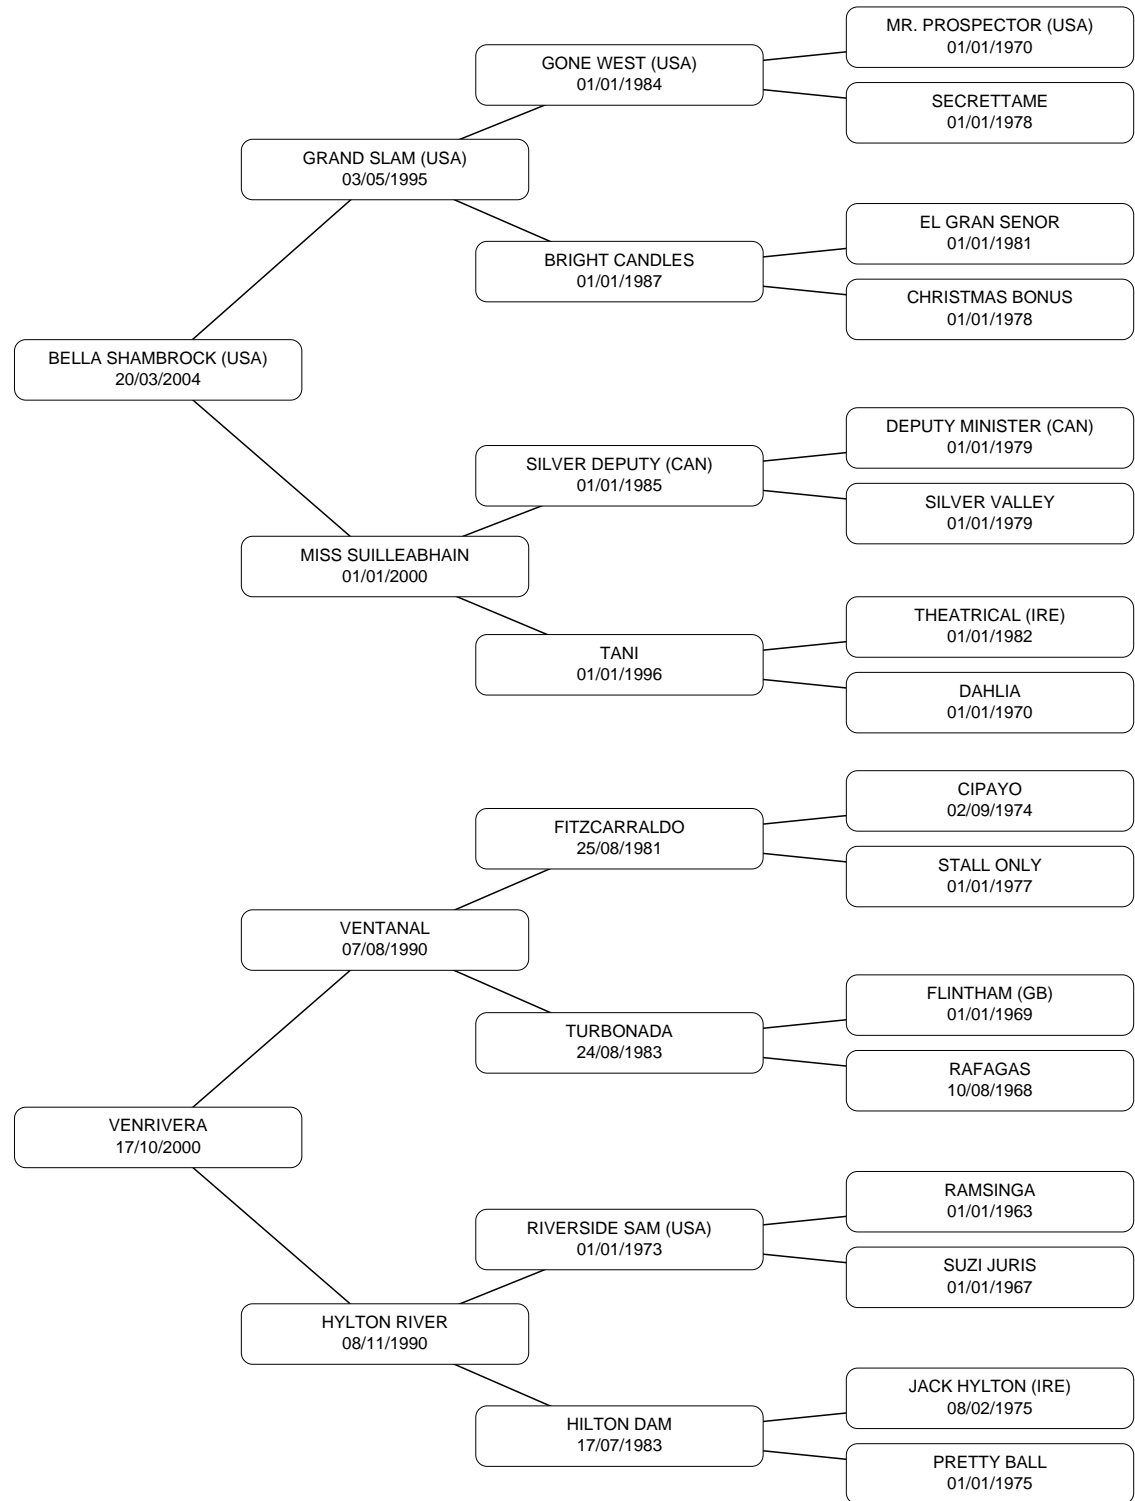 MR. PROSPECTOR (USA)
01/01/1970
GONE WEST (USA)
01/01/1984
SECRETTAME
01/01/1978
GRAND SLAM (USA)
03/05/1995
EL GRAN SENOR
01/01/1981
BRIGHT CANDLES
01/01/1987
CHRISTMAS BONUS
01/01/1978
BELLA SHAMBROCK (USA)
20/03/2004
DEPUTY MINISTER (CAN)
01/01/1979
SILVER DEPUTY (CAN)
01/01/1985
SILVER VALLEY
01/01/1979
MISS SUILLEABHAIN
01/01/2000
THEATRICAL (IRE)
01/01/1982
TANI
01/01/1996
DAHLIA
01/01/1970
CIPAYO
02/09/1974
FITZCARRALDO
25/08/1981
STALL ONLY
01/01/1977
VENTANAL
07/08/1990
FLINTHAM (GB)
01/01/1969
TURBONADA
24/08/1983
RAFAGAS
10/08/1968
VENRIVERA
17/10/2000
RAMSINGA
01/01/1963
RIVERSIDE SAM (USA)
01/01/1973
SUZI JURIS
01/01/1967
HYLTON RIVER
08/11/1990
JACK HYLTON (IRE)
08/02/1975
HILTON DAM
17/07/1983
PRETTY BALL
01/01/1975